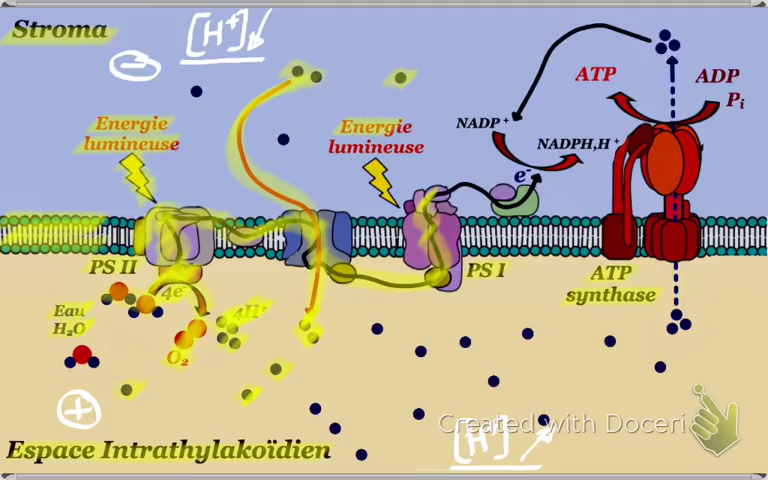 Stroma
[H⁺]
−
Energie
lumineuse
Energie
lumineuse
NADP⁺
NADPH,H⁺
e⁻
ATP
ADP
Pi
PS II
PS I
ATP
synthase
4e⁻
Eau
H₂O
O₂
4H⁺
+
[H⁺]
Created with Doceri
Espace Intrathylakoïdien